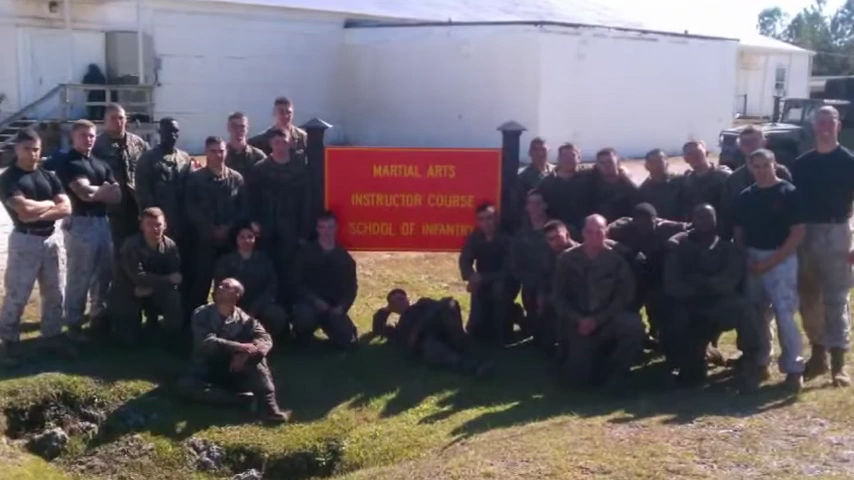 MARTIAL ARTS
INSTRUCTOR COURSE
SCHOOL OF INFANTRY